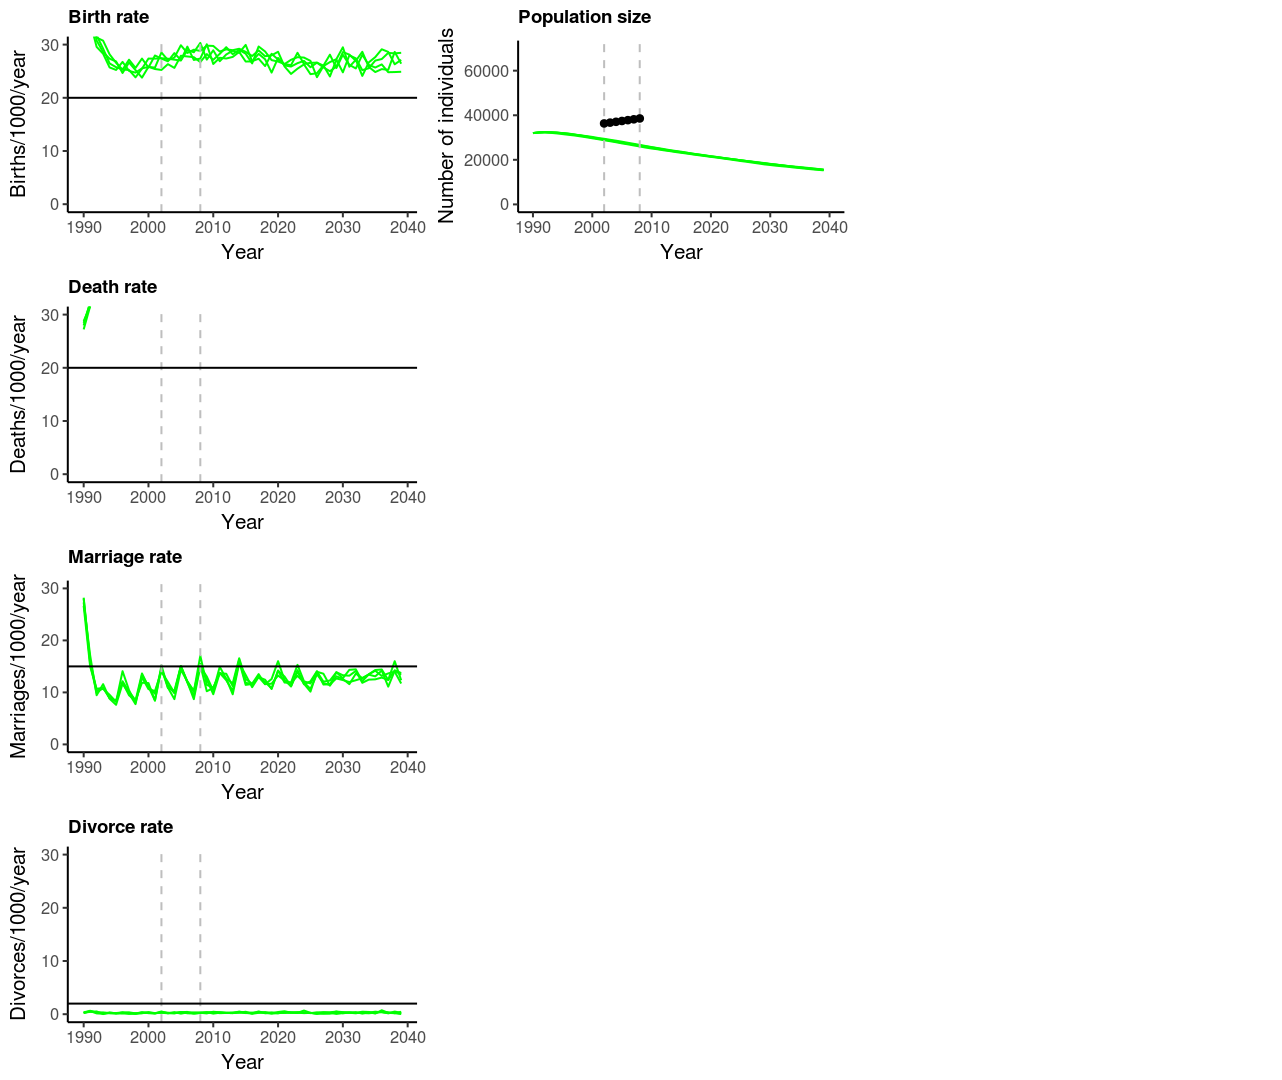 Birth rate
Births/1000/year
30
20
10
0
1990 2000 2010 2020 2030 2040
Year
Population size
Number of individuals
60000
40000
20000
0
1990 2000 2010 2020 2030 2040
Year
Death rate
Deaths/1000/year
30
20
10
0
1990 2000 2010 2020 2030 2040
Year
Marriage rate
Marriages/1000/year
30
20
10
0
1990 2000 2010 2020 2030 2040
Year
Divorce rate
Divorces/1000/year
30
20
10
0
1990 2000 2010 2020 2030 2040
Year